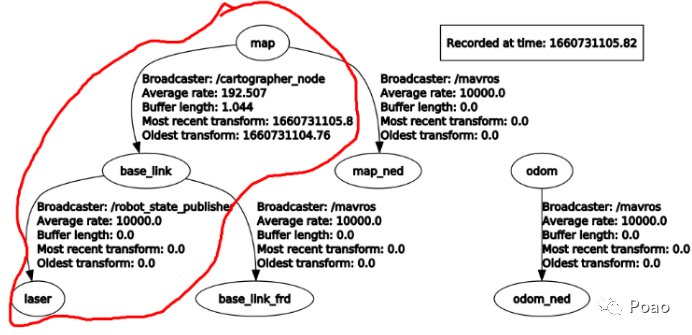 map
Recorded at time: 1660731105.82
Broadcaster: /cartographer_node
Average rate: 192.507
Buffer length: 1.044
Most recent transform: 1660731105.8
Oldest transform: 1660731104.76
Broadcaster: /mavros
Average rate: 10000.0
Buffer length: 0.0
Most recent transform: 0.0
Oldest transform: 0.0
base_link
map_ned
odom
Broadcaster: /robot_state_publisher
Average rate: 10000.0
Buffer length: 0.0
Most recent transform: 0.0
Oldest transform: 0.0
Broadcaster: /mavros
Average rate: 10000.0
Buffer length: 0.0
Most recent transform: 0.0
Oldest transform: 0.0
Broadcaster: /mavros
Average rate: 10000.0
Buffer length: 0.0
Most recent transform: 0.0
Oldest transform: 0.0
laser
base_link_frd
odom_ned
Poao